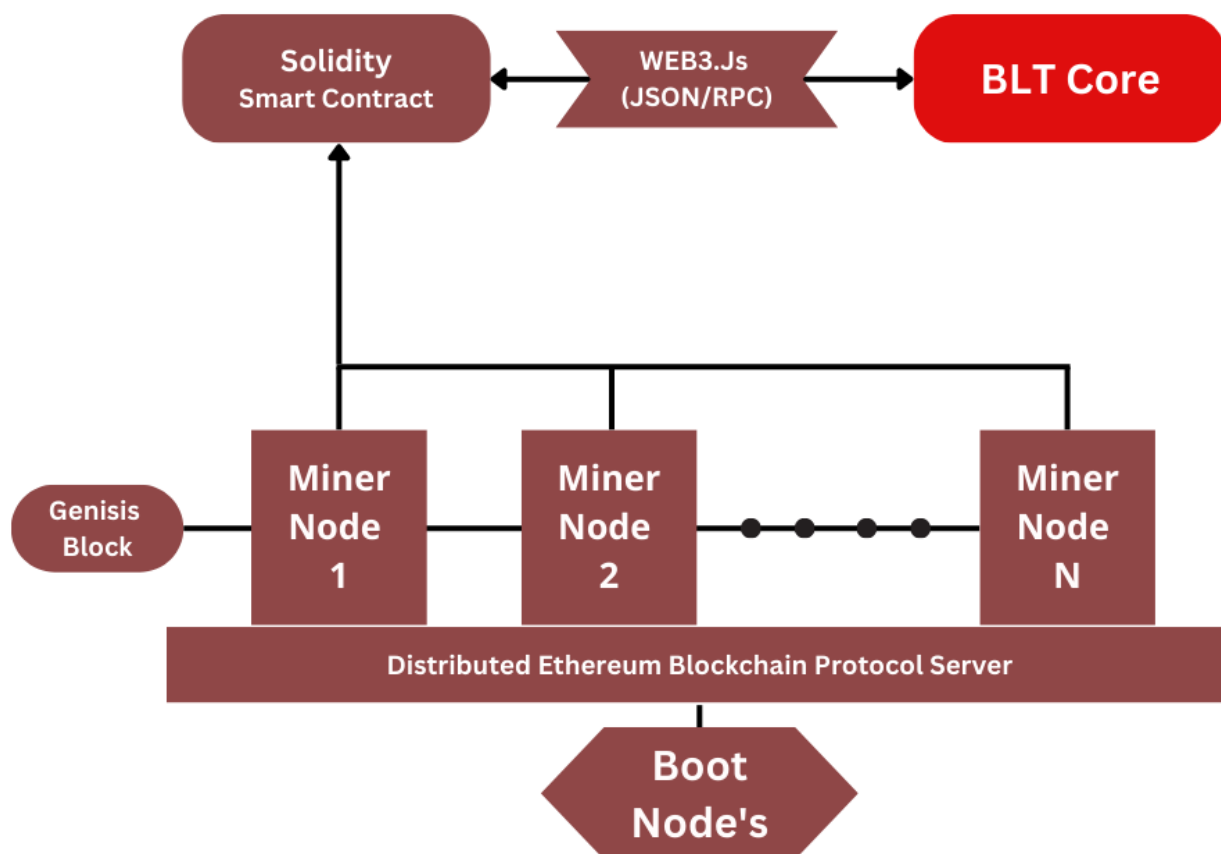 Solidity
Smart Contract
WEB3.Js
(JSON/RPC)
BLT Core
Genisis
Block
Miner
Node
1
Miner
Node
2
Miner
Node
N
Distributed Ethereum Blockchain Protocol Server
Boot
Node's